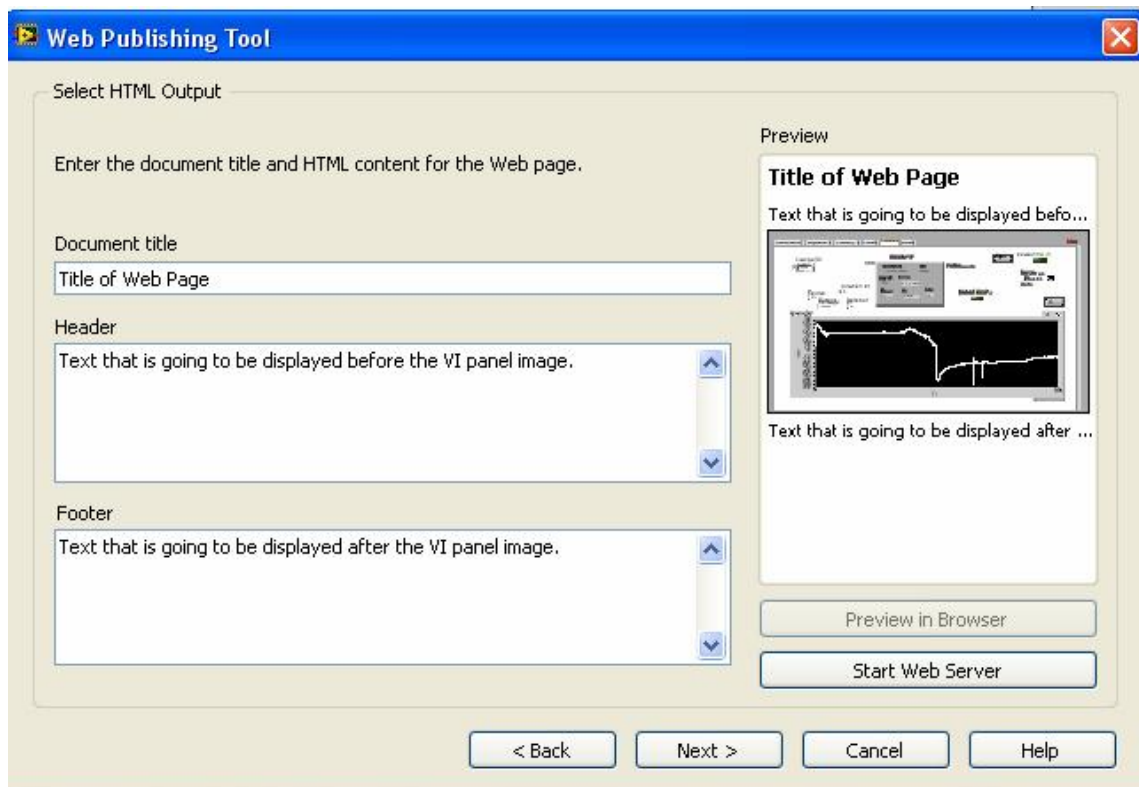 Web Publishing Tool
Select HTML Output
Enter the document title and HTML content for the Web page.
Document title
Title of Web Page
Header
Text that is going to be displayed before the VI panel image.
Footer
Text that is going to be displayed after the VI panel image.
Preview
Title of Web Page
Text that is going to be displayed befo...
Text that is going to be displayed after ...
Preview in Browser
Start Web Server
< Back
Next >
Cancel
Help